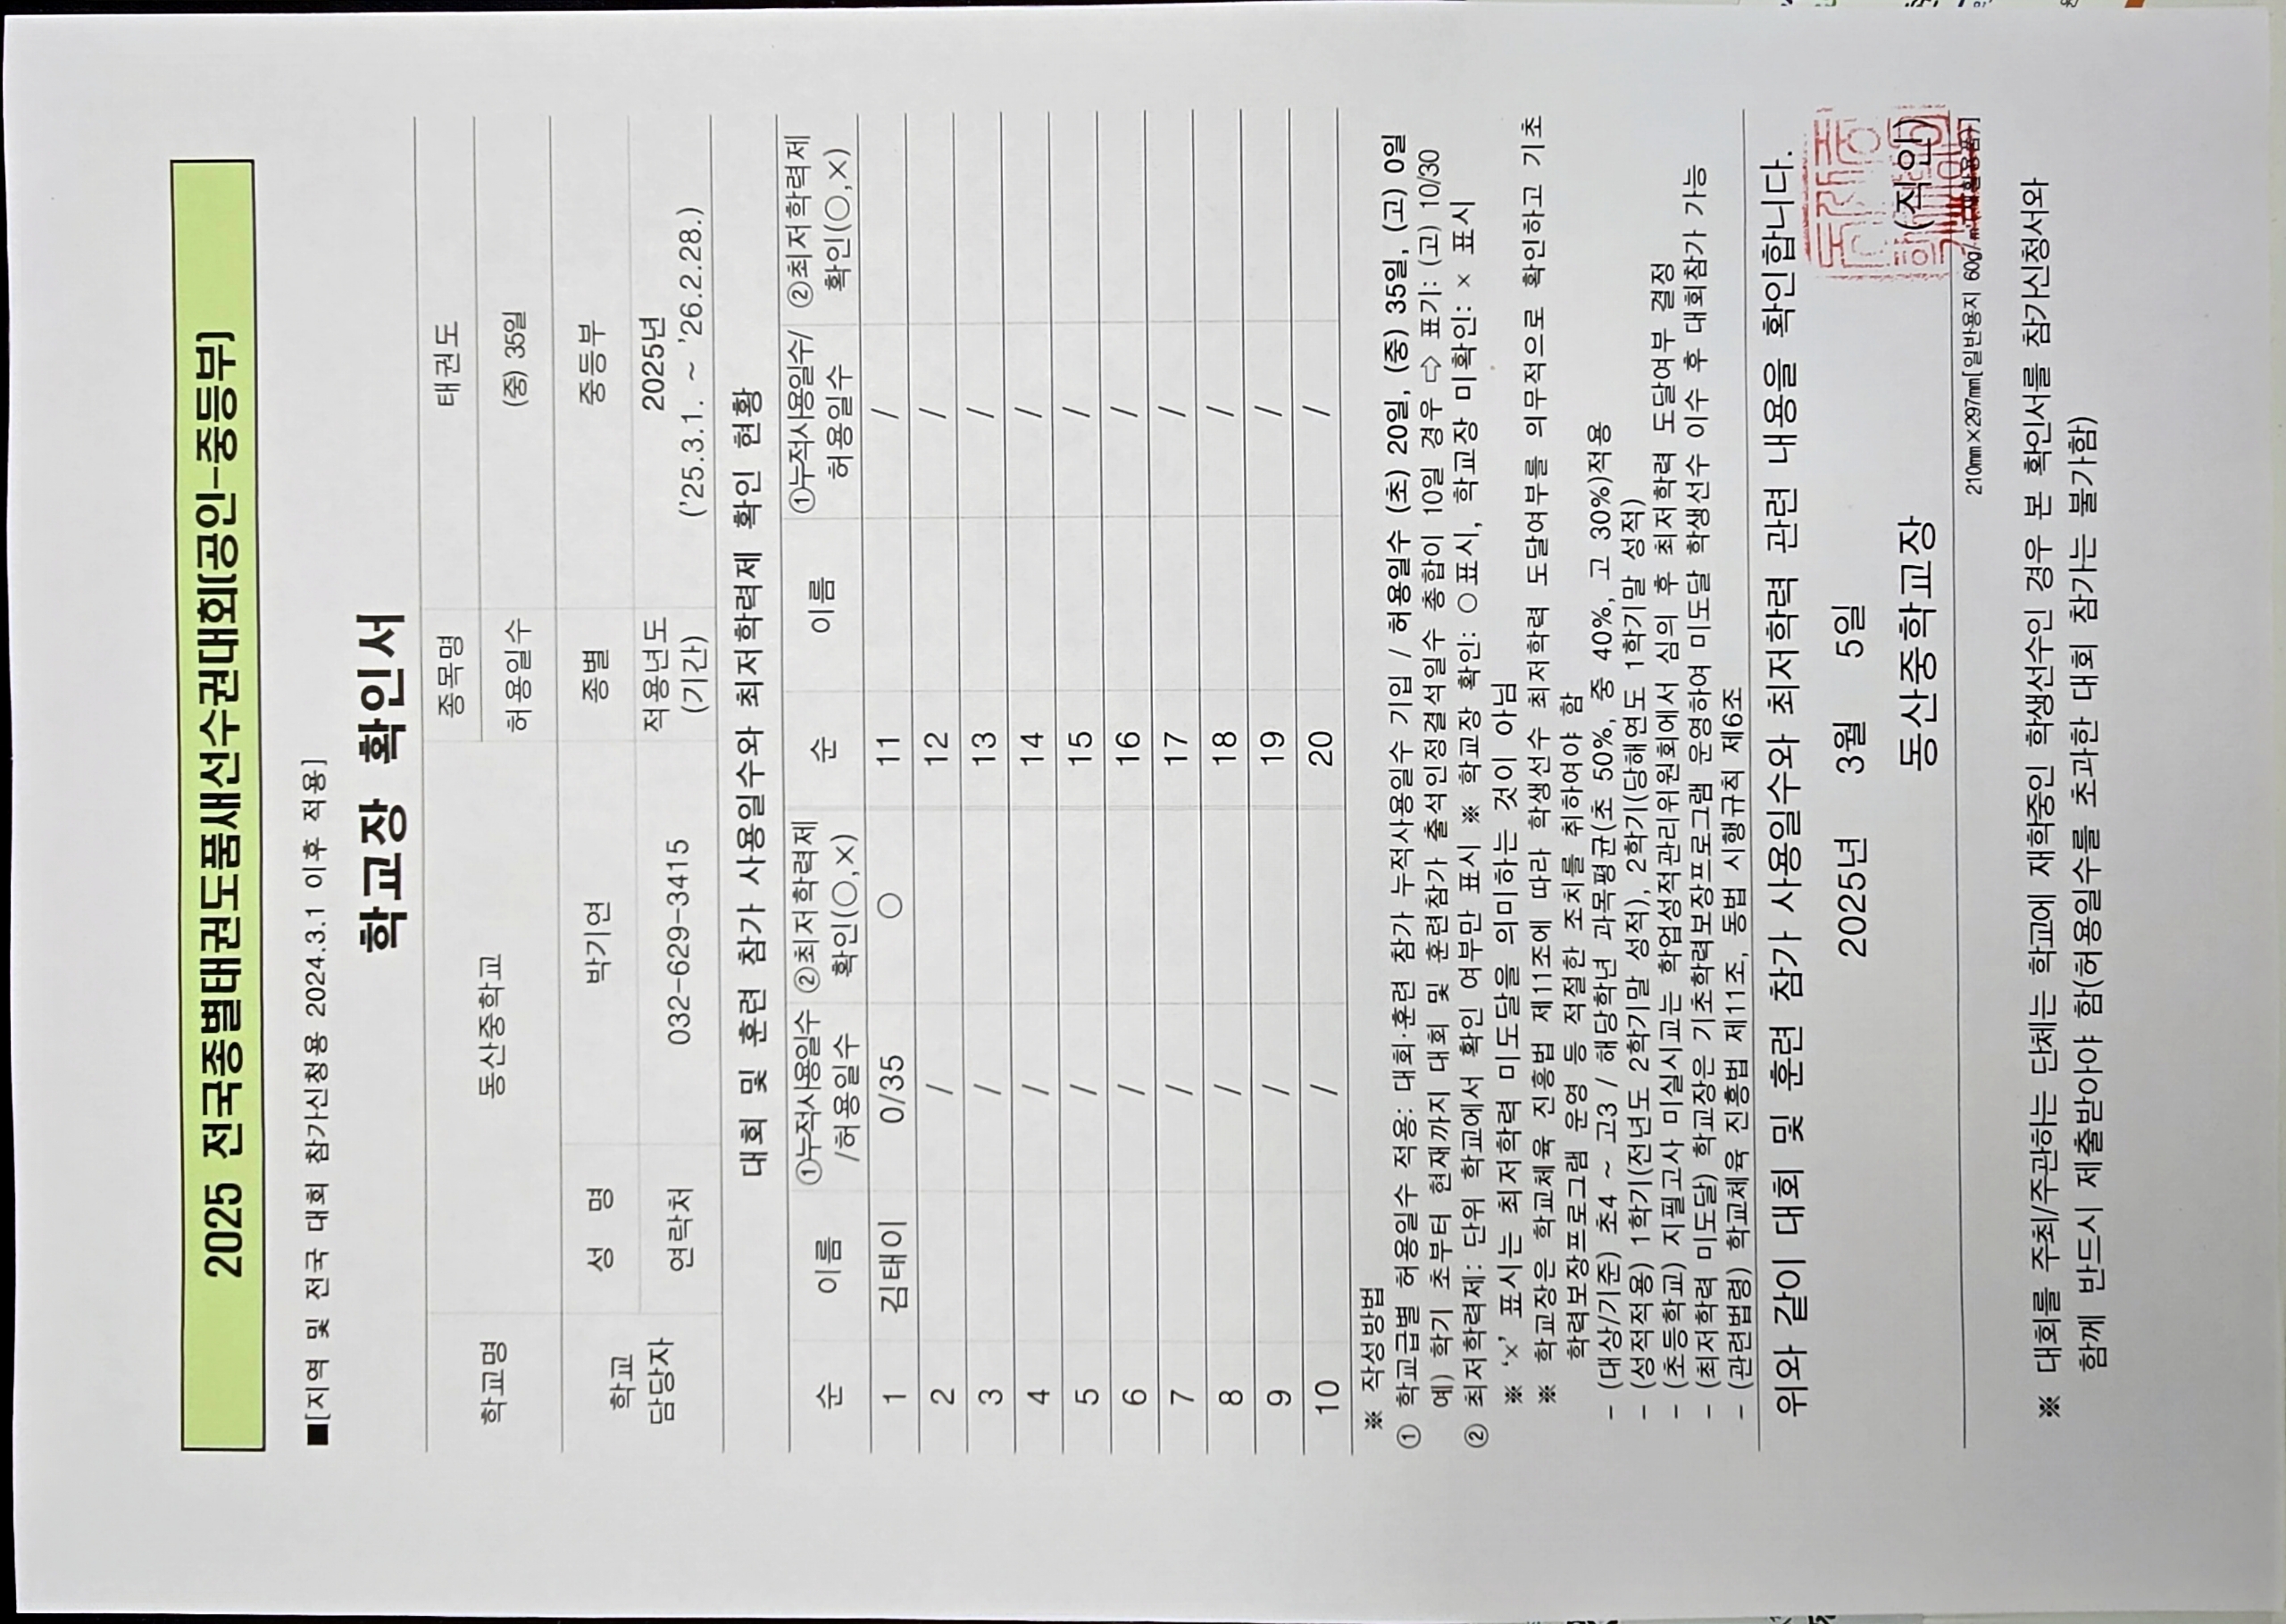 2025 전국종별태권도품새선수권대회[공인-중등부]
■[지역 및 전국 대회 참가신청용 2024.3.1 이후 적용]
학교장 확인서
학교명 동산중학교 종목명 태권도
허용일수 (중) 35일
학교 담당자 성 명 박기연 종별 중등부
연락처 032-629-3415 적용년도 (기간) 2025년 ('25.3.1. ~ '26.2.28.)
대회 및 훈련 참가 사용일수와 최저학력제 확인 현황
순 이름 ①누적사용일수 /허용일수 ②최저학력제 확인(○,×) 순 이름 ①누적사용일수/ 허용일수 ②최저학력제 확인(○,×)
1 김태이 0/35 ○ 11 /
2 / 12 /
3 / 13 /
4 / 14 /
5 / 15 /
6 / 16 /
7 / 17 /
8 / 18 /
9 / 19 /
10 / 20 /
※ 작성방법
① 학교급별 허용일수 적용: 대회·훈련 참가 누적사용일수 기입 / 허용일수 (초) 20일, (중) 35일, (고) 0일
예) 학기 초부터 현재까지 대회 및 훈련참가 출석인정결석일수 총합이 10일 경우 ⇨ 표기: (고) 10/30
② 최저학력제: 단위 학교에서 확인 여부만 표시 ※ 학교장 확인: ○표시, 학교장 미확인: × 표시
※ '×' 표시는 최저학력 미도달을 의미하는 것이 아님
※ 학교장은 학교체육 진흥법 제11조에 따라 학생선수 최저학력 도달여부를 의무적으로 확인하고 기초
학력보장프로그램 운영 등 적절한 조치를 취하여야 함
- (대상/기준) 초4 ~ 고3 / 해당학년 과목평균(초 50%, 중 40%, 고 30%)적용
- (성적적용) 1학기(전년도 2학기말 성적), 2학기(당해연도 1학기말 성적)
- (초등학교) 지필고사 미실시교는 학업성적관리위원회에서 심의 후 최저학력 도달여부 결정
- (최저학력 미도달) 학교장은 기초학력보장프로그램 운영하여 미도달 학생선수 이수 후 대회참가 가능
- (관련법령) 학교체육 진흥법 제11조, 동법 시행규칙 제6조
위와 같이 대회 및 훈련 참가 사용일수와 최저학력 관련 내용을 확인합니다.
2025년 3월 5일
동산중학교장 (직인)
210mm×297mm[일반용지 60g/㎡(재활용품)]
※ 대회를 주최/주관하는 단체는 학교에 재학중인 학생선수인 경우 본 확인서를 참가신청서와
함께 반드시 제출받아야 함(허용일수를 초과한 대회 참가는 불가함)